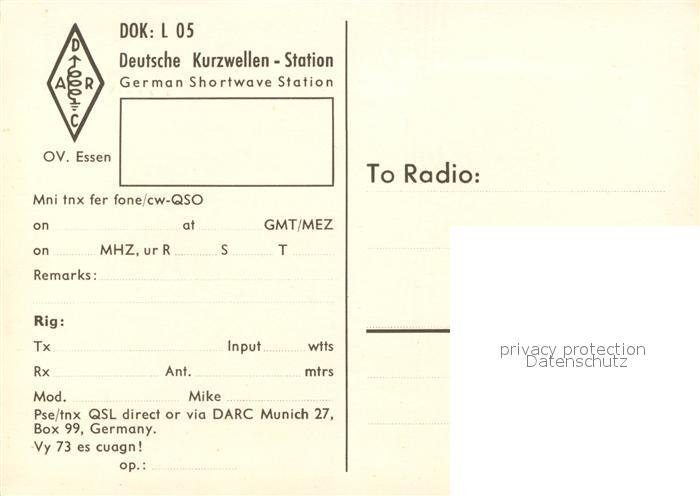 D
A R
C
DOK: L 05
Deutsche Kurzwellen - Station
German Shortwave Station
OV. Essen
Mni tnx fer fone/cw-QSO
on at GMT/MEZ
on MHZ, ur R S T
Remarks:
Rig:
Tx Input wtts
Rx Ant. mtrs
Mod. Mike
Pse/tnx QSL direct or via DARC Munich 27,
Box 99, Germany.
Vy 73 es cuagn!
op.:
To Radio:
privacy protection
Datenschutz